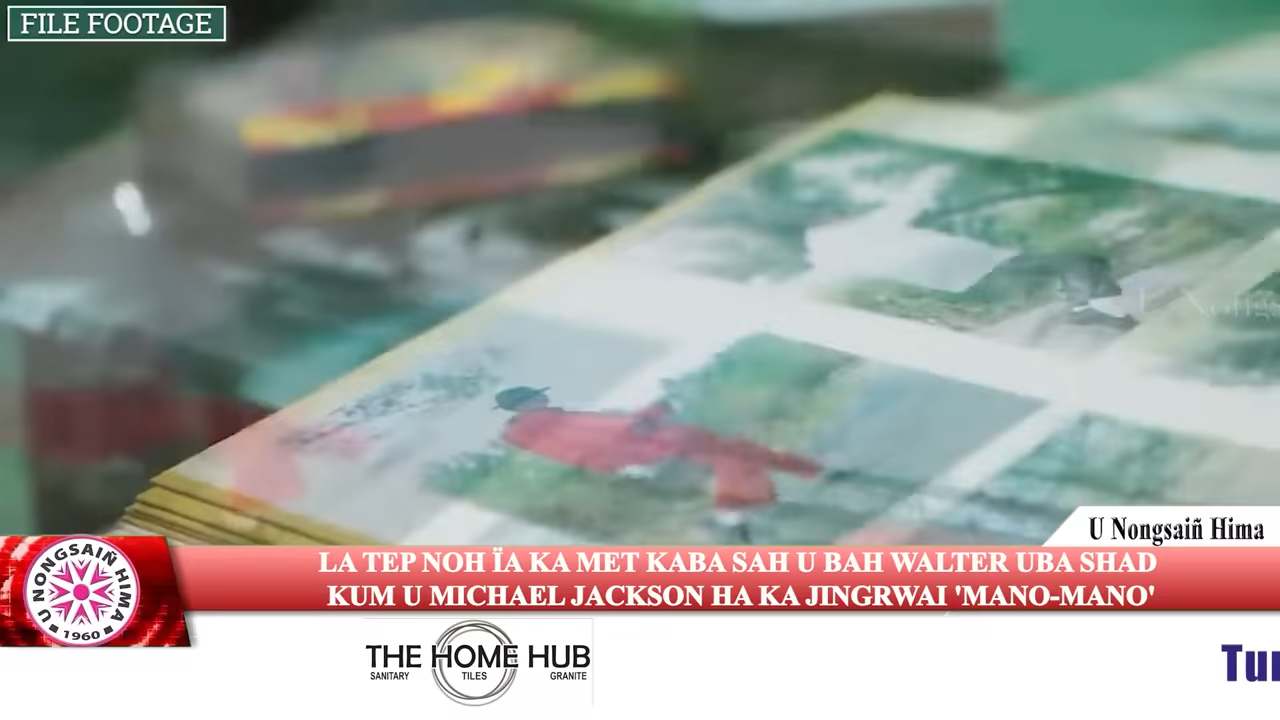 FILE FOOTAGE
U Nongsaiñ Hima
LA TEP NOH ÏA KA MET KABA SAH U BAH WALTER UBA SHAD
KUM U MICHAEL JACKSON HA KA JINGRWAI 'MANO-MANO'
U NONGSAIÑ HIMA
1960
THE HOME HUB
SANITARY TILES GRANITE